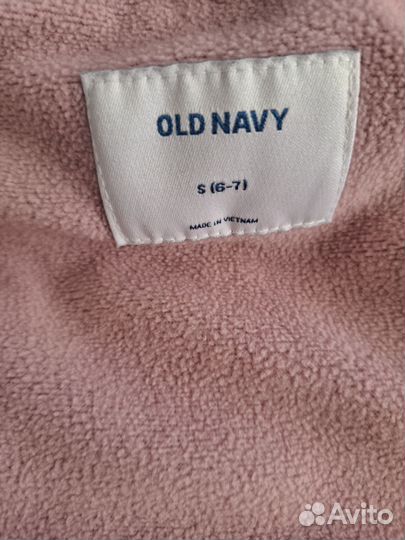 OLD NAVY
S (6-7)
MADE IN VIETNAM
Avito